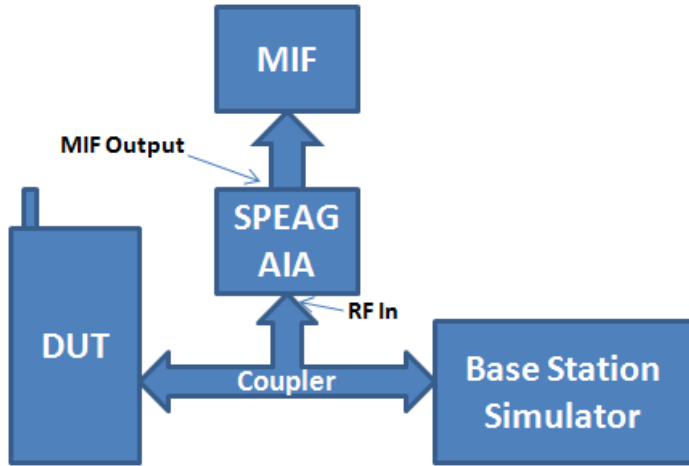 MIF
MIF Output
SPEAG
AIA
RF In
DUT
Coupler
Base Station
Simulator